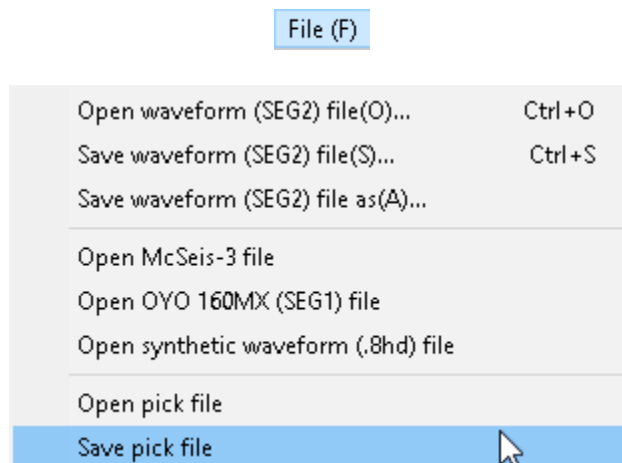 File (F)
Open waveform (SEG2) file(O)... Ctrl+O
Save waveform (SEG2) file(S)... Ctrl+S
Save waveform (SEG2) file as(A)...
Open McSeis-3 file
Open OYO 160MX (SEG1) file
Open synthetic waveform (.8hd) file
Open pick file
Save pick file